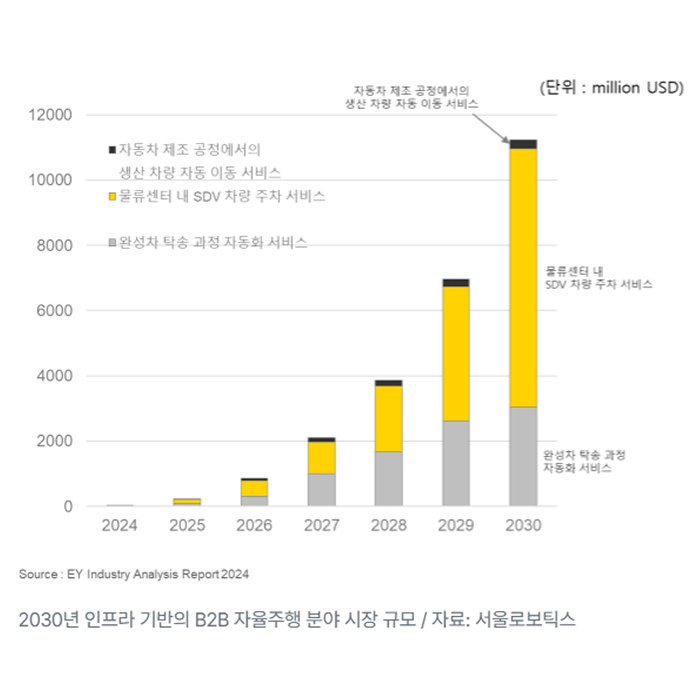 자동차 제조 공정에서의
생산 차량 자동 이동 서비스
(단위 : million USD)
12000
10000
8000
6000
4000
2000
0
■ 자동차 제조 공정에서의
생산 차량 자동 이동 서비스
■ 물류센터 내 SDV 차량 주차 서비스
■ 완성차 탁송 과정 자동화 서비스
물류센터 내
SDV 차량 주차 서비스
완성차 탁송 과정
자동화 서비스
2024 2025 2026 2027 2028 2029 2030
Source : EY Industry Analysis Report 2024
2030년 인프라 기반의 B2B 자율주행 분야 시장 규모 / 자료: 서울로보틱스